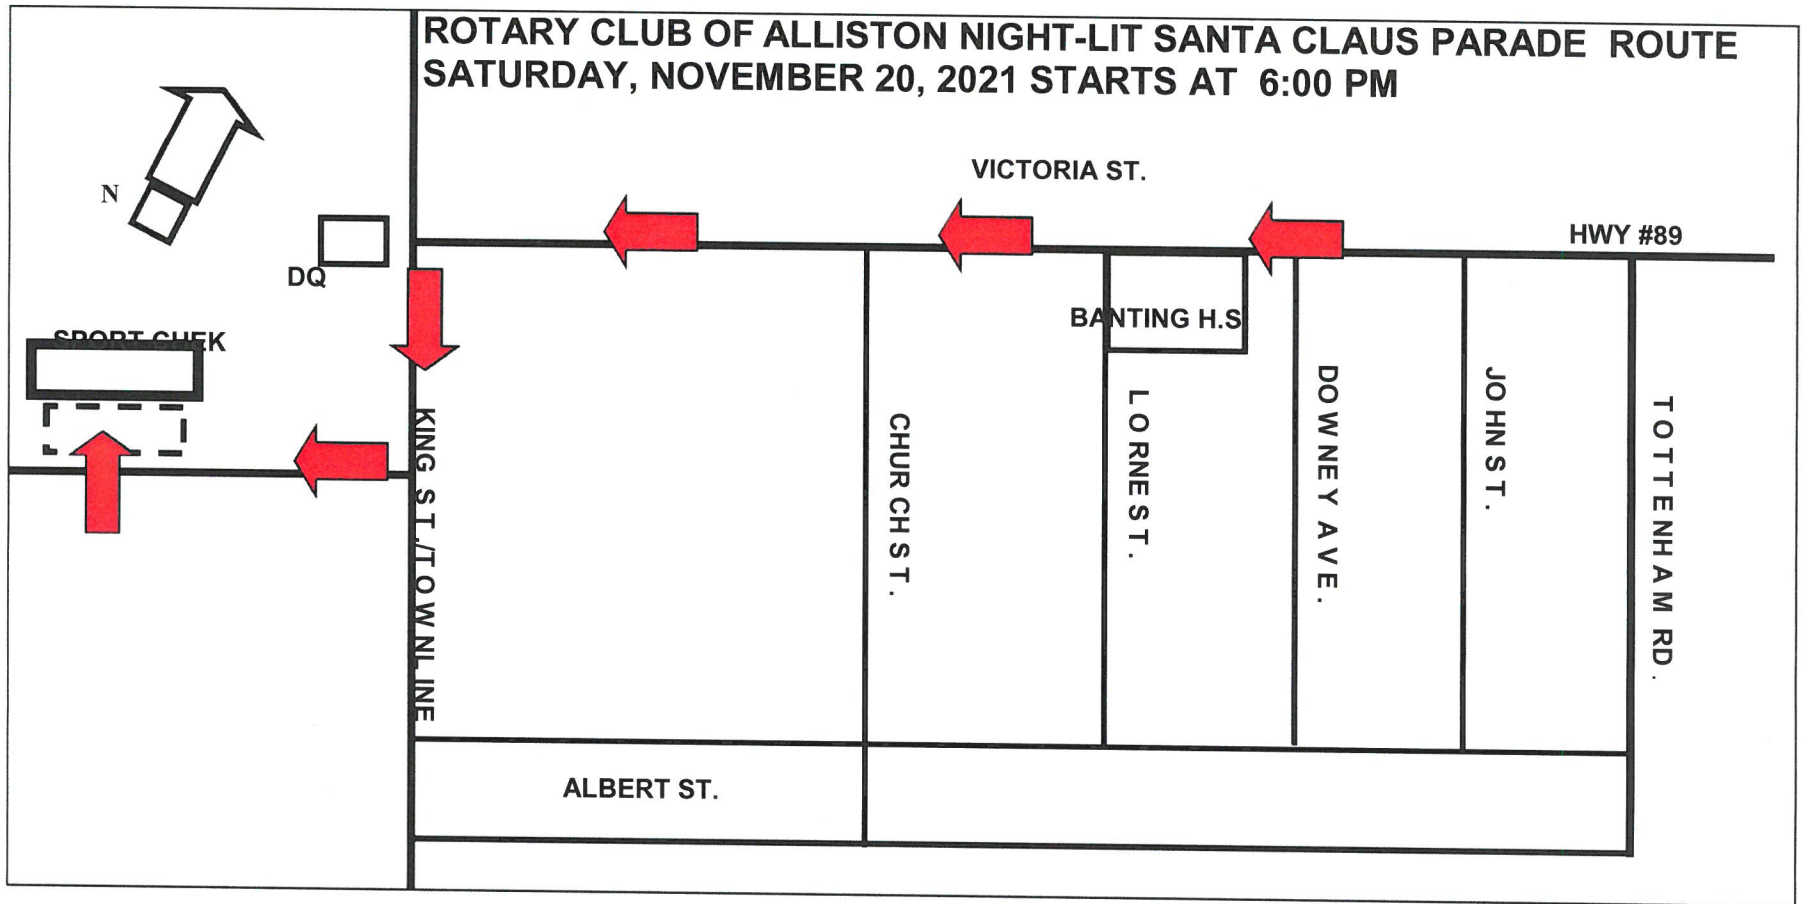 ROTARY CLUB OF ALLISTON NIGHT-LIT SANTA CLAUS PARADE ROUTE
SATURDAY, NOVEMBER 20, 2021 STARTS AT 6:00 PM
VICTORIA ST.
N
HWY #89
DQ
BANTING H.S
SPORT CHEK
KING ST./TOWNLINE
CHURCH ST.
LORNE ST.
DOWNEY AVE.
JOHN ST.
TOTTENHAM RD.
ALBERT ST.